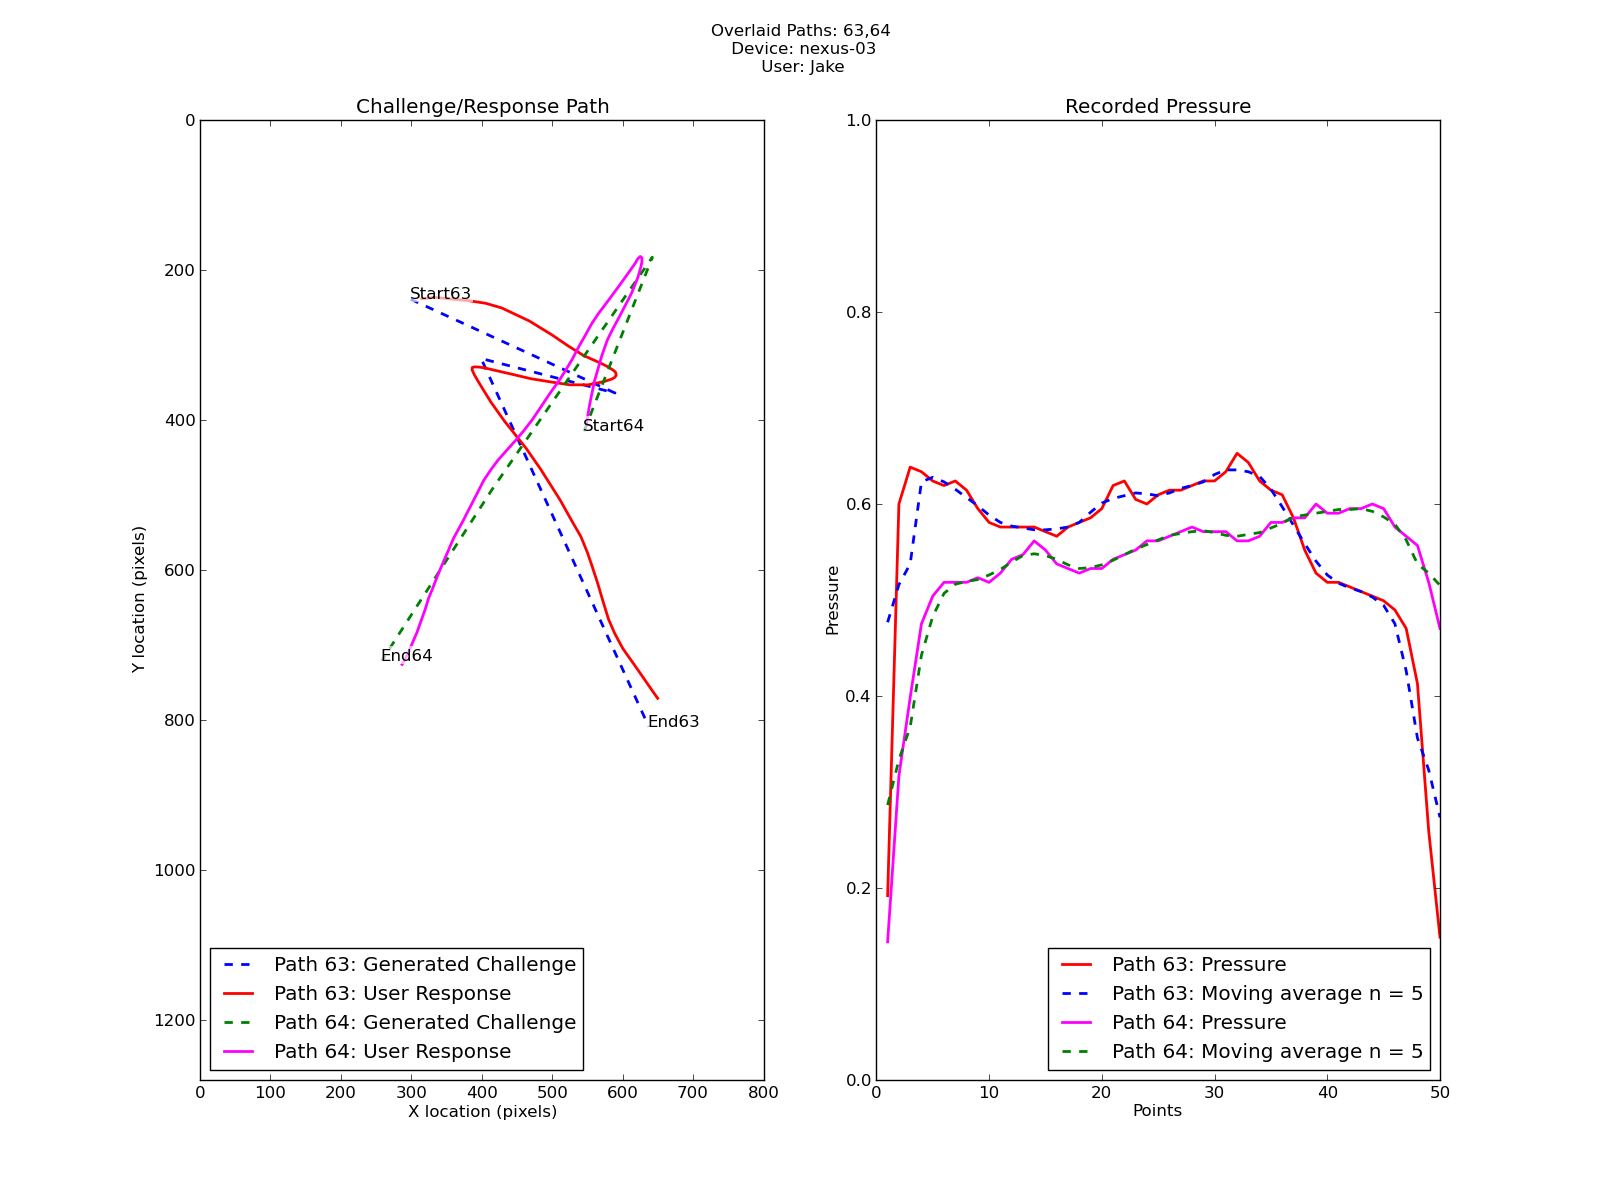 Overlaid Paths: 63,64
Device: nexus-03
User: Jake
Challenge/Response Path
0
200
400
600
800
1000
1200
Y location (pixels)
Start63
Start64
End64
End63
Path 63: Generated Challenge
Path 63: User Response
Path 64: Generated Challenge
Path 64: User Response
0 100 200 300 400 500 600 700 800
X location (pixels)
Recorded Pressure
1.0
0.8
0.6
0.4
0.2
0.0
Pressure
Path 63: Pressure
Path 63: Moving average n = 5
Path 64: Pressure
Path 64: Moving average n = 5
0 10 20 30 40 50
Points